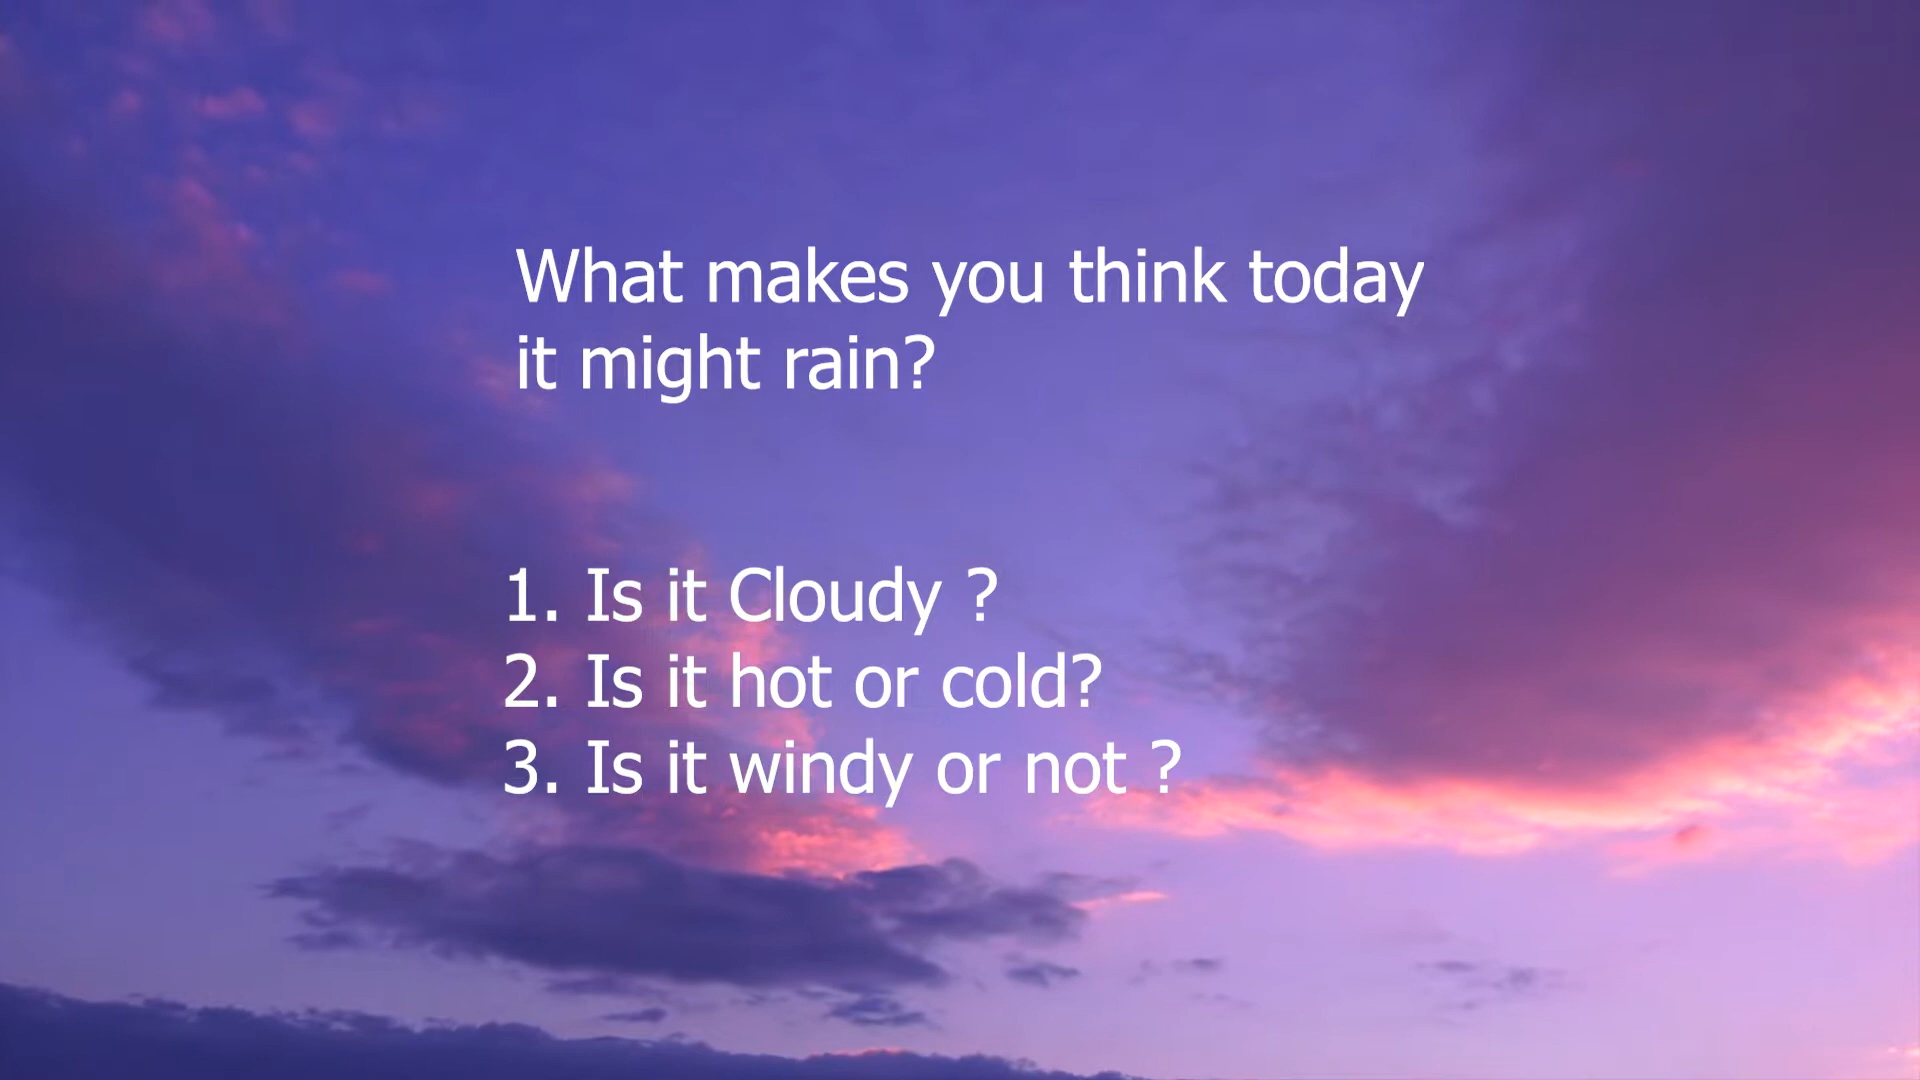 What makes you think today
it might rain?
1. Is it Cloudy ?
2. Is it hot or cold?
3. Is it windy or not ?